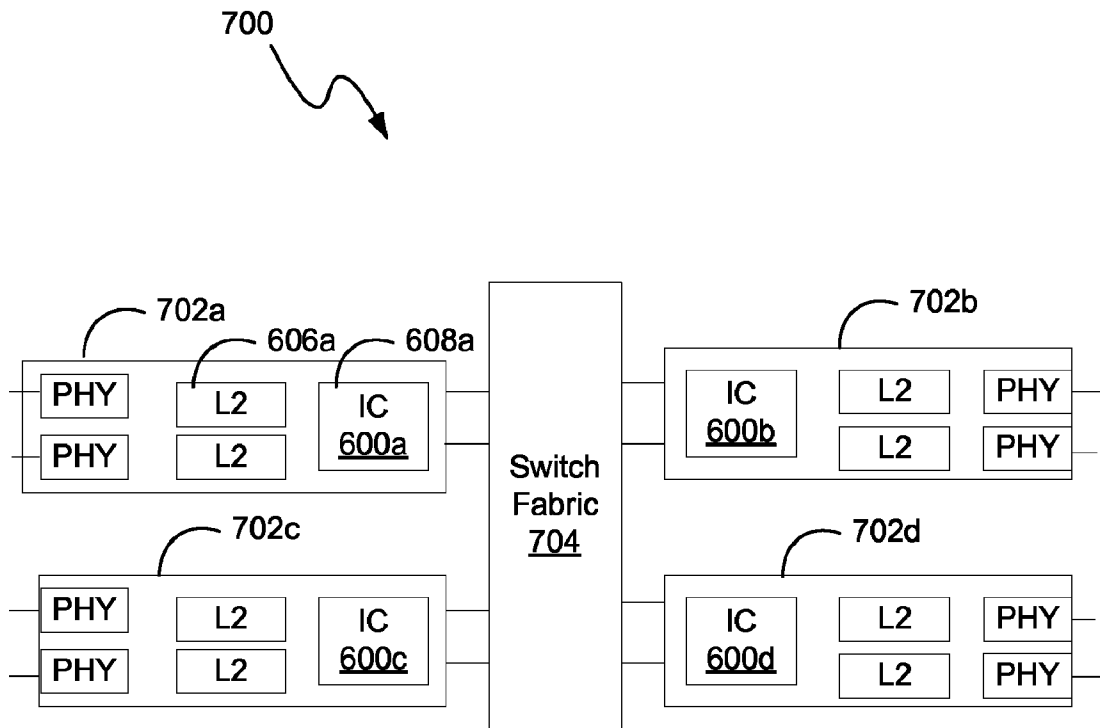 700
702a
606a
608a
702b
PHY
L2
IC
600a
PHY
L2
IC
600b
L2
PHY
L2
PHY
Switch
Fabric
704
702c
702d
PHY
L2
IC
600c
PHY
L2
IC
600d
L2
PHY
L2
PHY